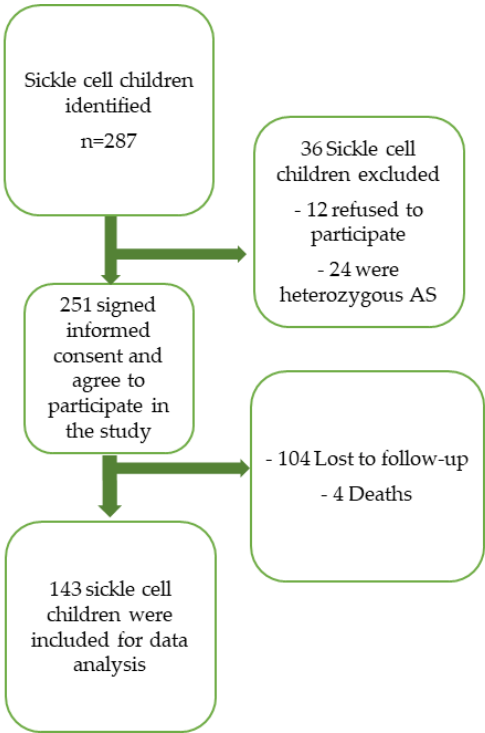 Sickle cell children
identified
n=287
36 Sickle cell
children excluded
- 12 refused to
participate
- 24 were
heterozygous AS
251 signed
informed
consent and
agree to
participate in
the study
- 104 Lost to follow-up
- 4 Deaths
143 sickle cell
children were
included for data
analysis